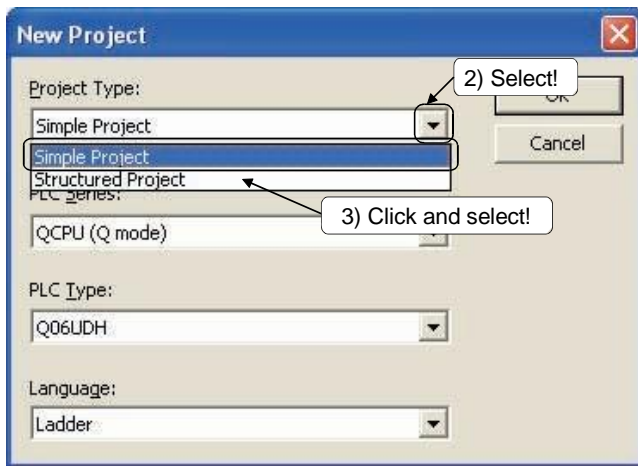 New Project
Project Type:
2) Select!
Simple Project
Cancel
Simple Project
Structured Project
PLC Series:
3) Click and select!
QCPU (Q mode)
PLC Type:
Q06UDH
Language:
Ladder